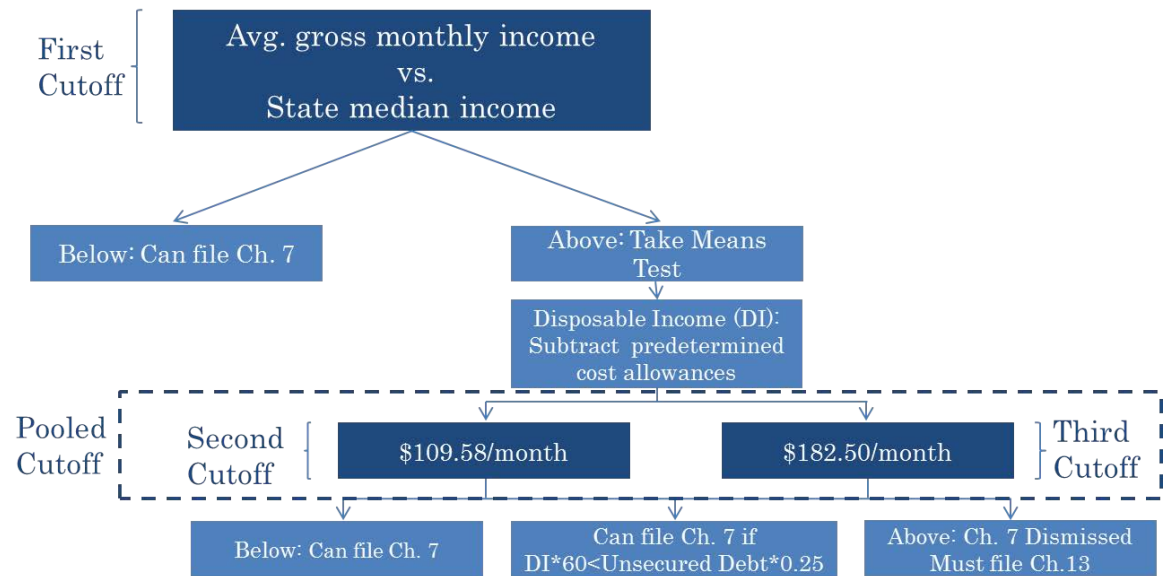 First
Cutoff
Avg. gross monthly income
vs.
State median income
Below: Can file Ch. 7
Above: Take Means
Test
Disposable Income (DI):
Subtract predetermined
cost allowances
Pooled
Cutoff
Second
Cutoff
$109.58/month
$182.50/month
Third
Cutoff
Below: Can file Ch. 7
Can file Ch. 7 if
DI*60<Unsecured Debt*0.25
Above: Ch. 7 Dismissed
Must file Ch.13